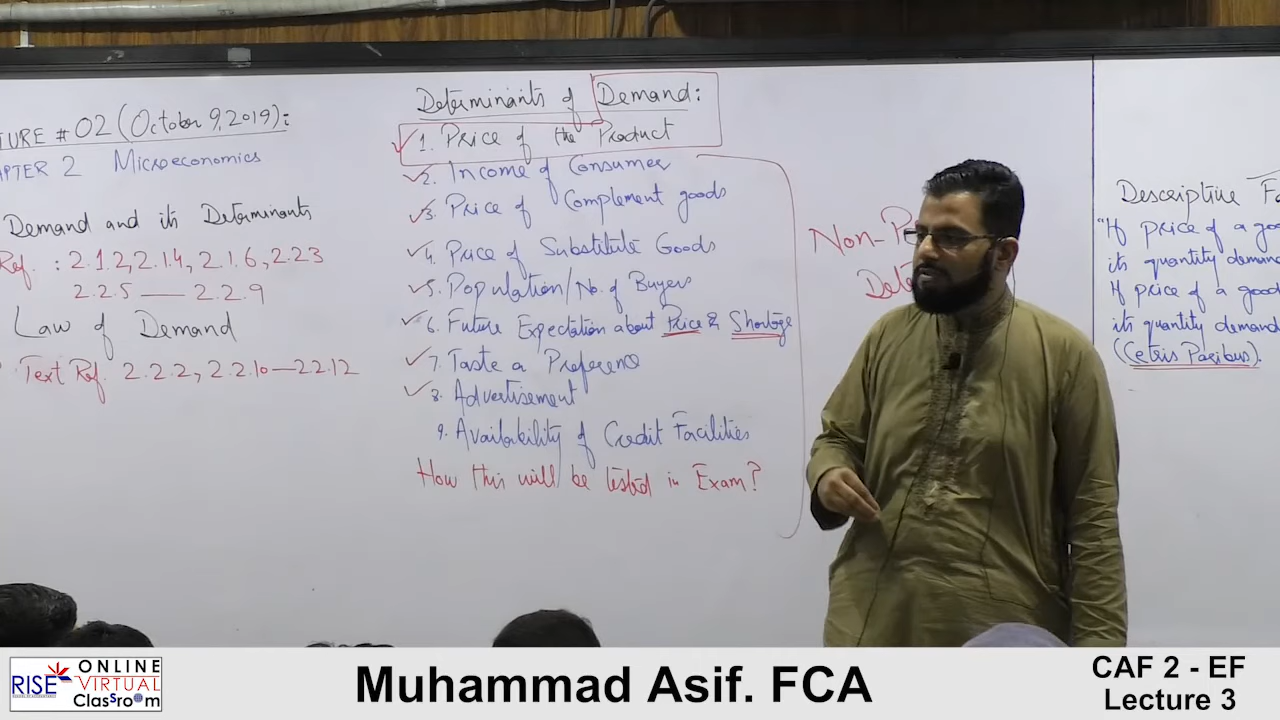 TURE # 02 (October 9, 2019):
APTER 2 Microeconomics
Demand and its Determinants
Ref. : 2.1.2, 2.1.4, 2.1.6, 2.2.3
2.2.5 — 2.2.9
Law of Demand
Text Ref. 2.2.2, 2.2.10—2.2.12
Determinants of Demand:
1. Price of the Product
2. Income of Consumer
3. Price of Complement goods
4. Price of Substitute Goods
5. Population/No. of Buyers
6. Future Expectation about Price & Shortage
7. Taste & Preference
8. Advertisement
9. Availability of Credit Facilities
How this will be tested in Exam?
Non-P
Det
Descriptive
"If price of a goo
its quantity deman
If price of a good
its quantity demand
(Cetris Paribus).
RISE
ONLINE
VIRTUAL
Classroom
Muhammad Asif. FCA
CAF 2 - EF
Lecture 3